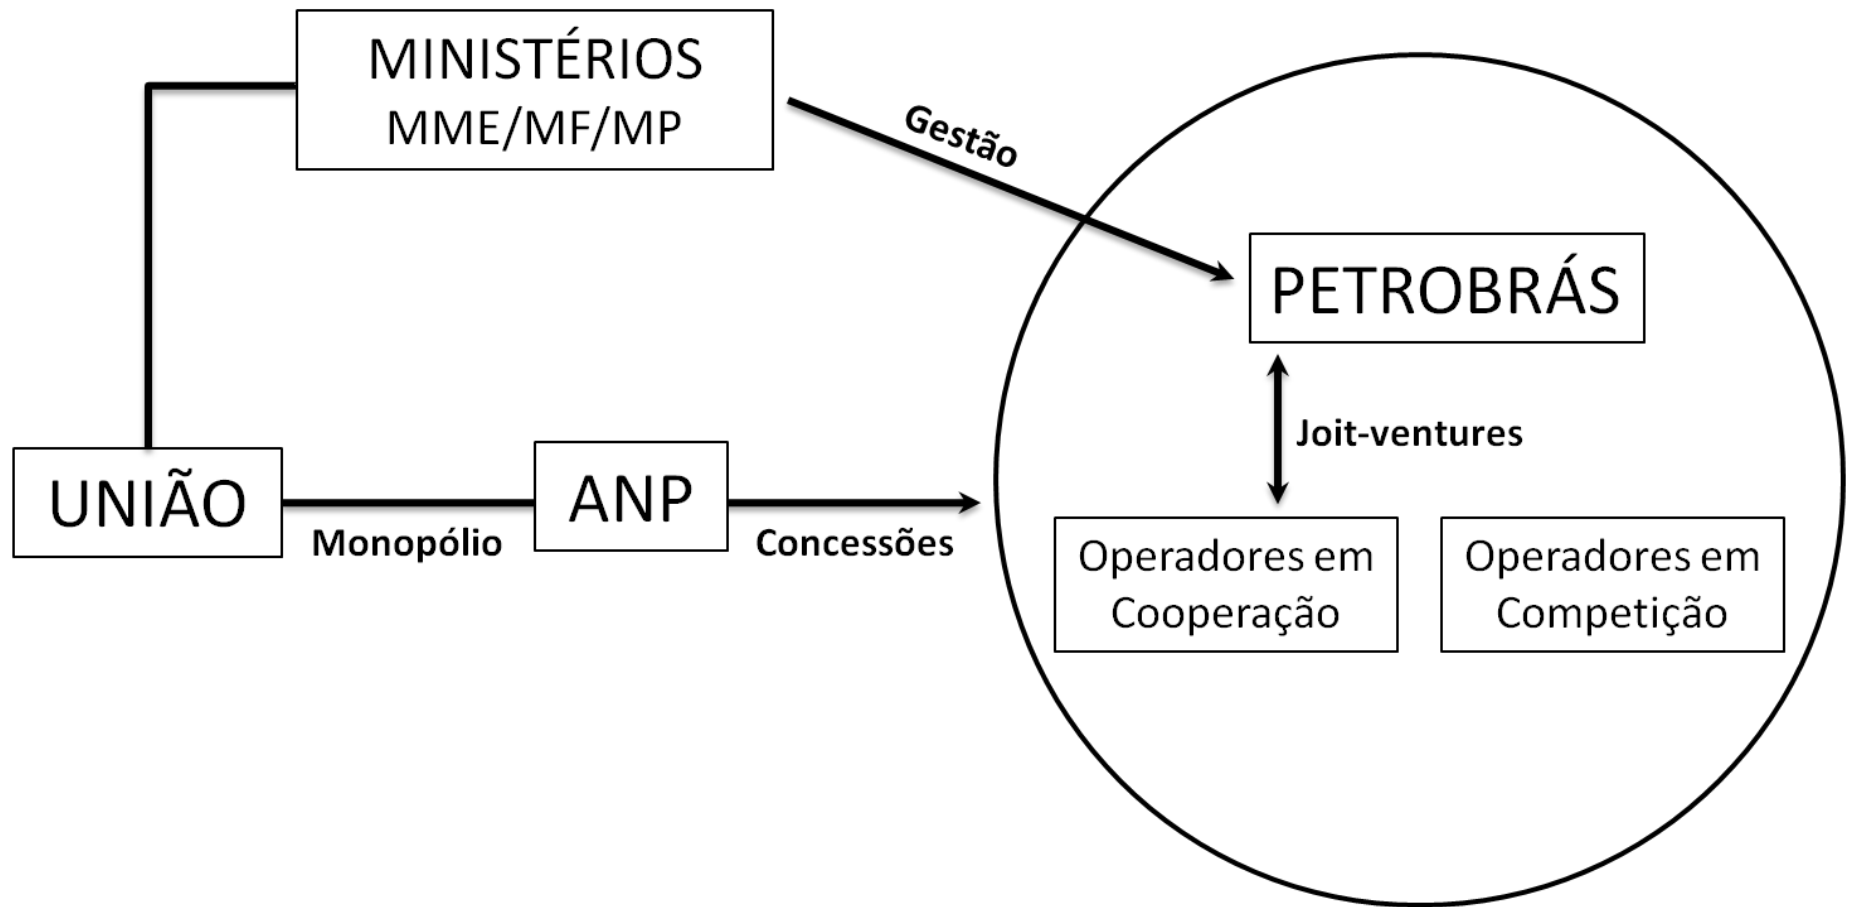 MINISTÉRIOS
MME/MF/MP
Gestão
PETROBRÁS
Joit-ventures
UNIÃO
Monopólio
ANP
Concessões
Operadores em
Cooperação
Operadores em
Competição